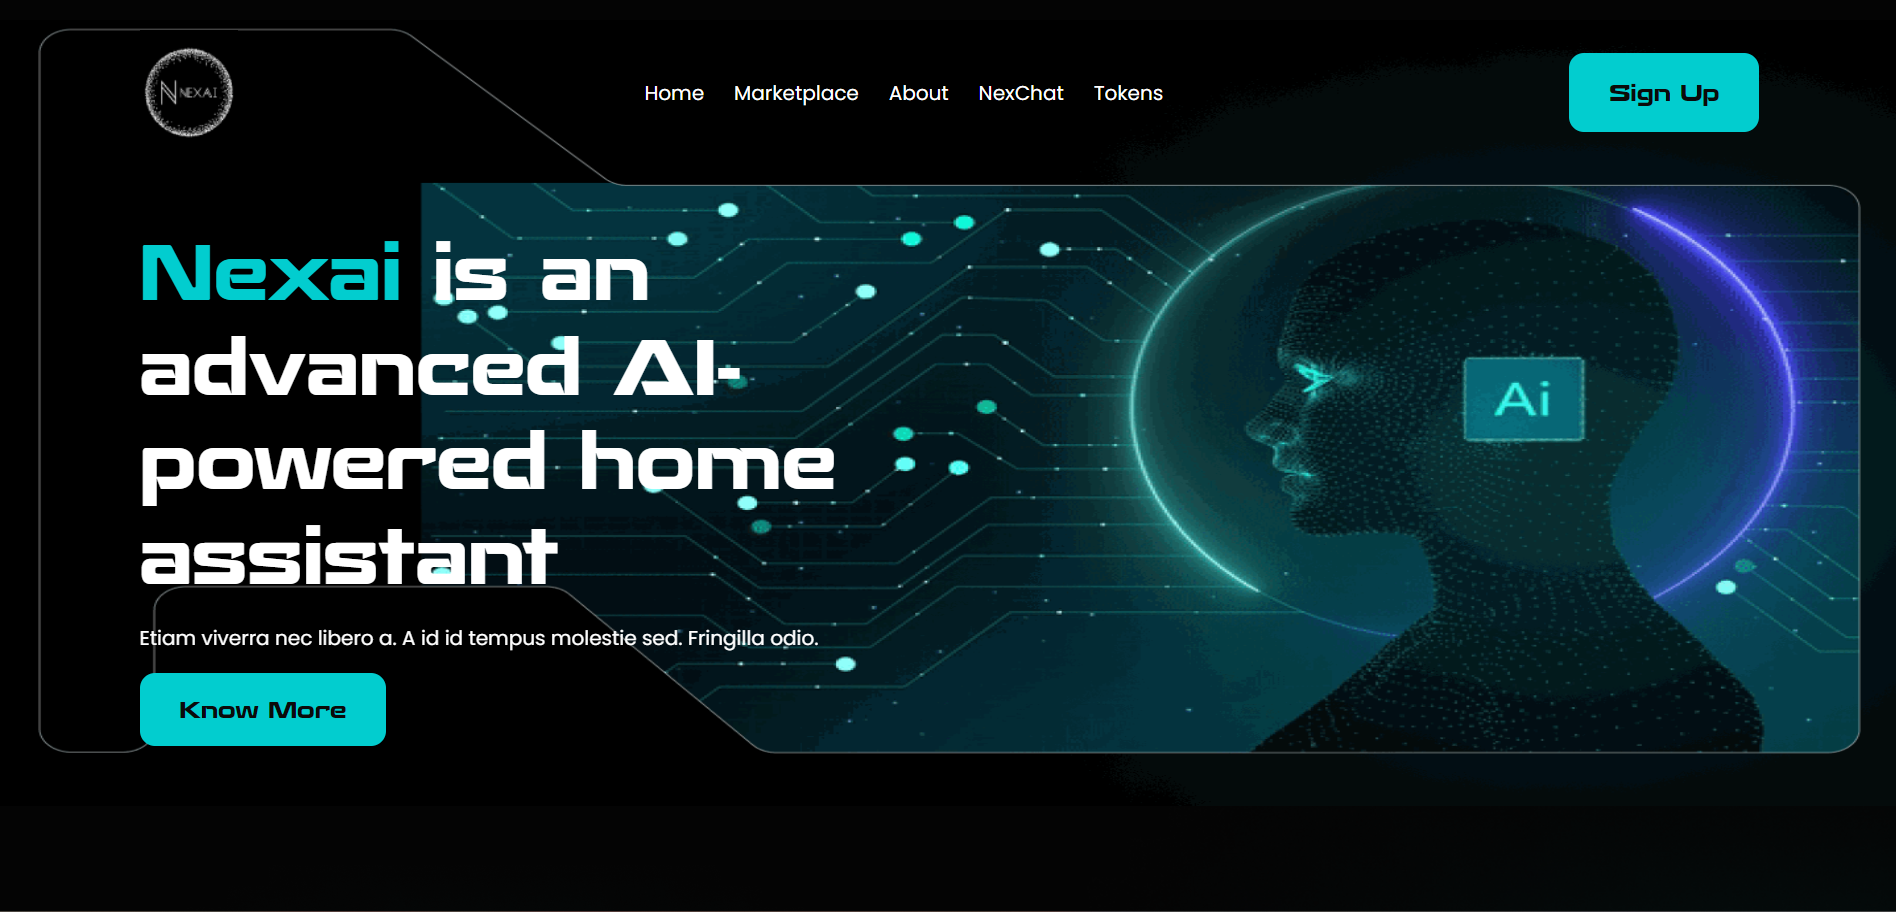 NEXAI
Home Marketplace About NexChat Tokens
Sign Up
Nexai is an
advanced AI-
powered home
assistant
Ai
Etiam viverra nec libero a. A id id tempus molestie sed. Fringilla odio.
Know More